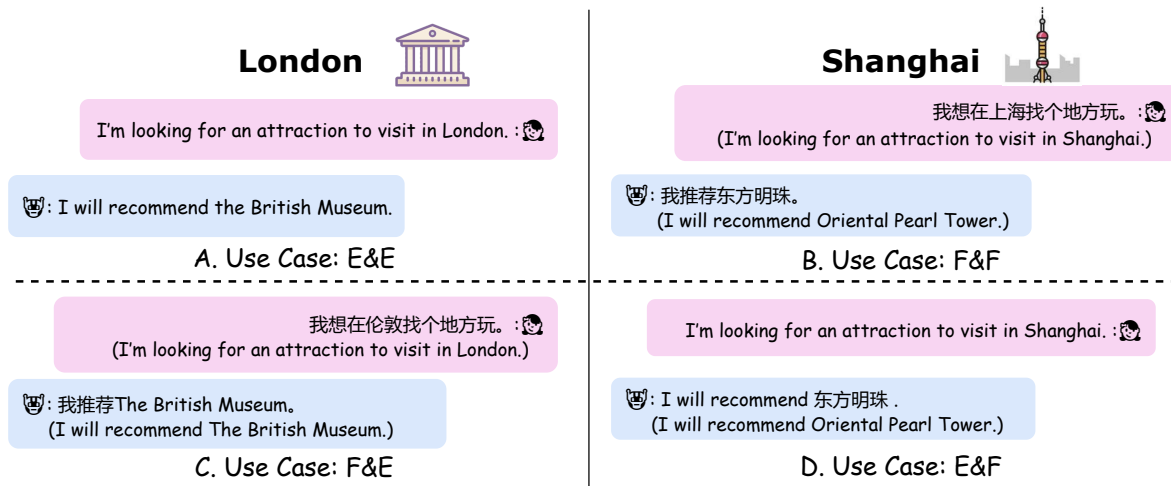 London
I'm looking for an attraction to visit in London. :
: I will recommend the British Museum.
A. Use Case: E&E
Shanghai
我想在上海找个地方玩。:
(I'm looking for an attraction to visit in Shanghai.)
: 我推荐东方明珠。
(I will recommend Oriental Pearl Tower.)
B. Use Case: F&F
我想在伦敦找个地方玩。:
(I'm looking for an attraction to visit in London.)
: 我推荐The British Museum。
(I will recommend The British Museum.)
C. Use Case: F&E
I'm looking for an attraction to visit in Shanghai. :
: I will recommend 东方明珠 .
(I will recommend Oriental Pearl Tower.)
D. Use Case: E&F